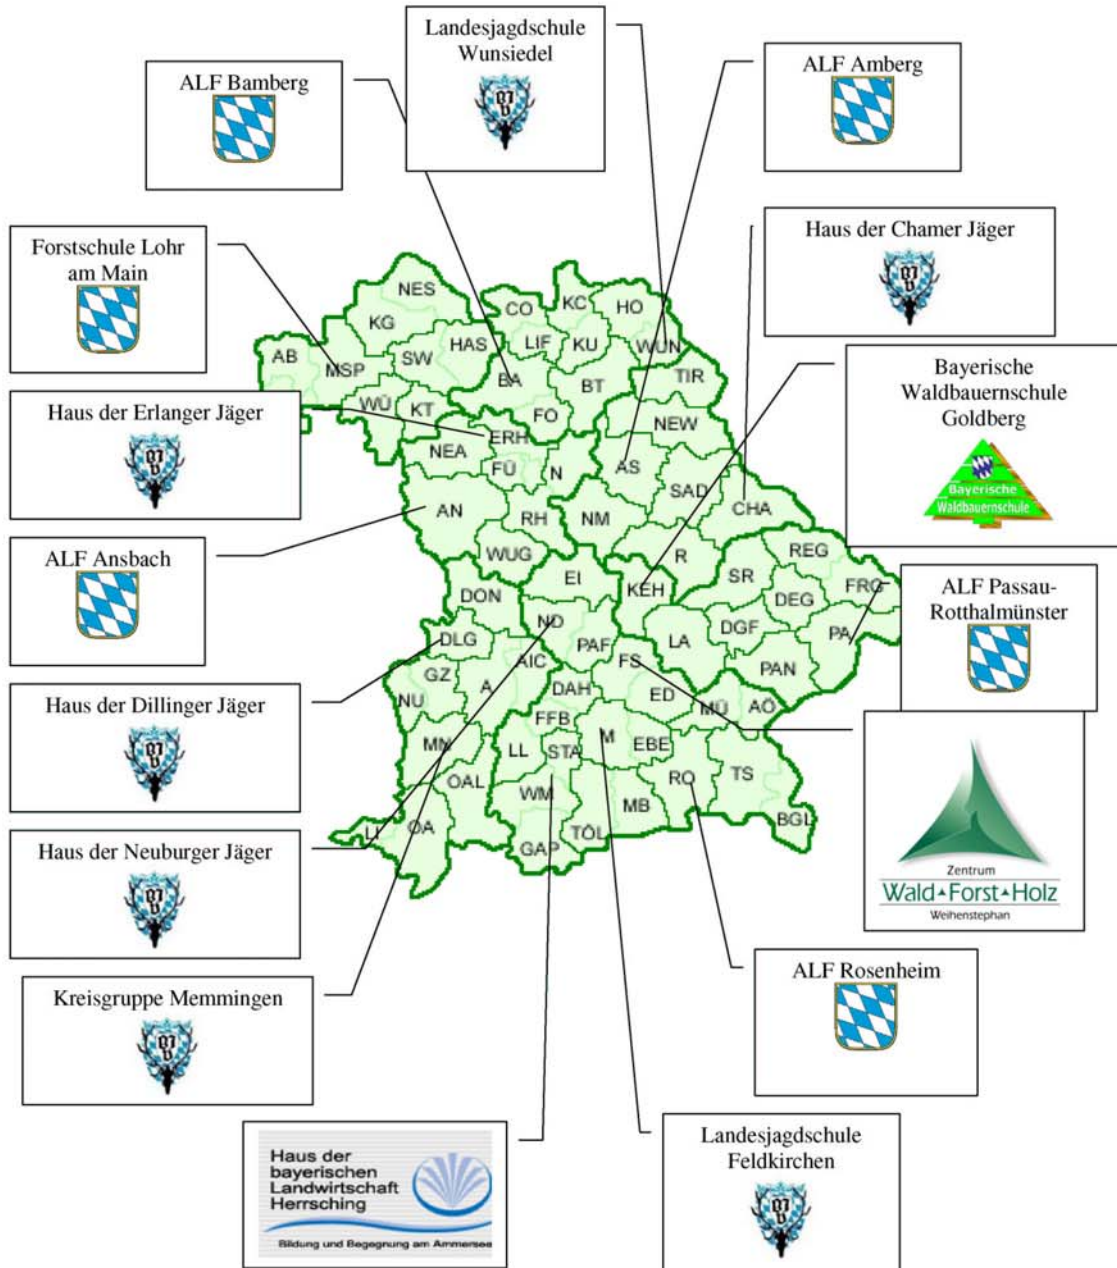 Landesjagdschule
Wunsiedel
ALF Bamberg
ALF Amberg
Forstschule Lohr
am Main
Haus der Chamer Jäger
Haus der Erlanger Jäger
Bayerische
Waldbauernschule
Goldberg
Bayerische
Waldbauernschule
ALF Ansbach
ALF Passau-
Rotthalmünster
Haus der Dillinger Jäger
Haus der Neuburger Jäger
Zentrum
Wald Forst Holz
Weihenstephan
Kreisgruppe Memmingen
ALF Rosenheim
Haus der
bayerischen
Landwirtschaft
Herrsching
Bildung und Begegnung am Ammersee
Landesjagdschule
Feldkirchen
NES
CO
KC
HO
KG
LIF
KU
WUN
AB
MSP
SW
HAS
BA
BT
TIR
WÜ
KT
FO
NEW
NEA
ERH
FÜ
N
AS
SAD
CHA
AN
RH
NM
WUG
R
REG
EI
KEH
SR
FRG
DON
DEG
ND
DLG
PAF
LA
DGF
PA
AIC
FS
PAN
GZ
A
DAH
ED
NU
MÜ
AÖ
FFB
MN
LL
STA
M
EBE
OAL
WM
RO
TS
MB
LI
OA
TÖL
BGL
GAP